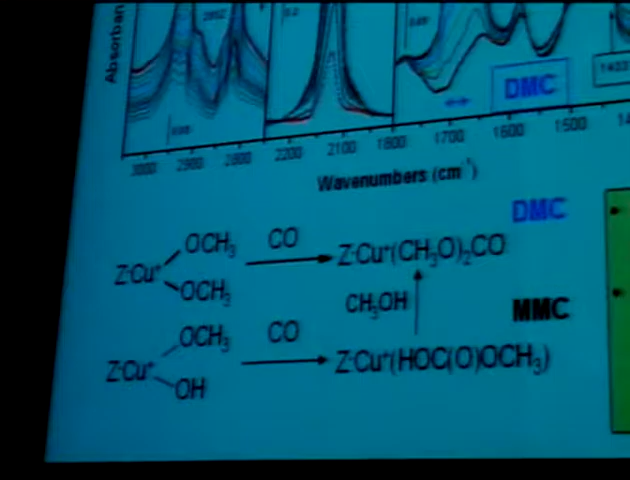 Absorban
DMC
3000 2900 2800 2200 2100 1800 1700 1600 1500
Wavenumbers (cm⁻¹)
DMC
OCH₃ CO
Z⁻Cu⁺ Z⁻Cu⁺(CH₃O)₂CO
OCH₃
CH₃OH MMC
OCH₃ CO
Z⁻Cu⁺ Z⁻Cu⁺(HOC(O)OCH₃)
OH